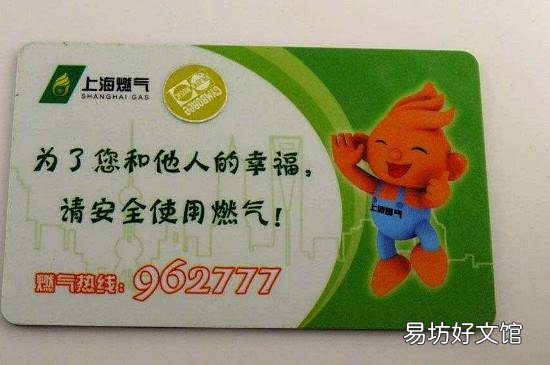 上海燃气
SHANGHAI GAS
为了您和他人的幸福，
请安全使用燃气！
燃气热线：962777
上海燃气
易坊好文馆